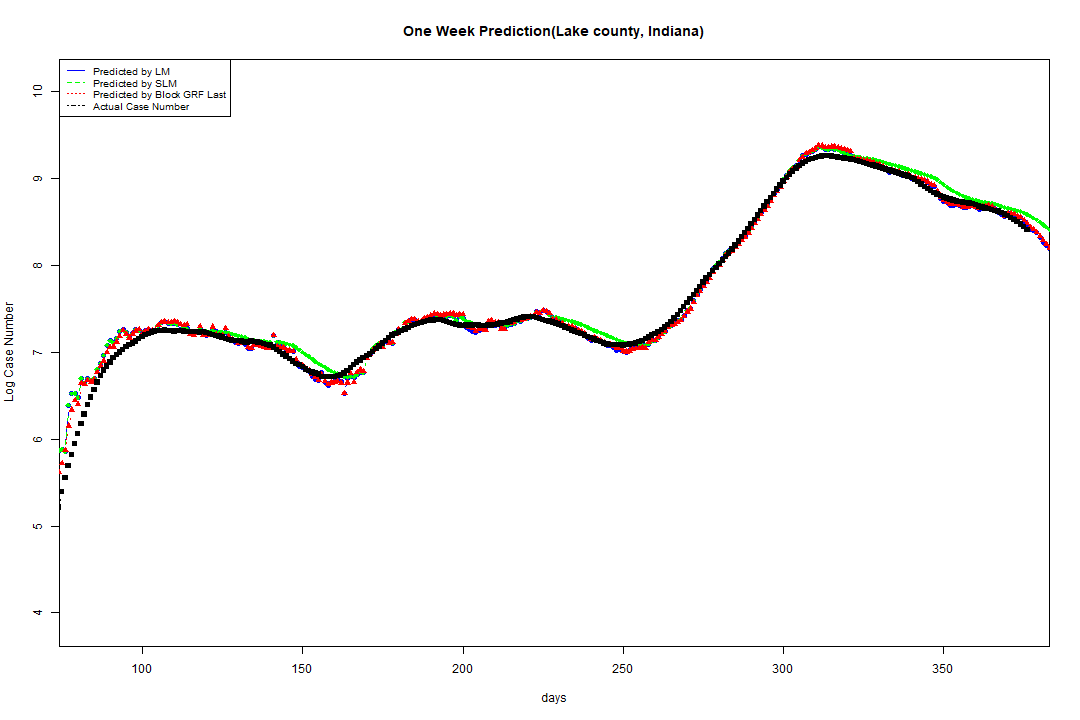 One Week Prediction(Lake county, Indiana)
Predicted by LM
Predicted by SLM
Predicted by Block GRF Last
Actual Case Number
10
9
8
7
6
5
4
Log Case Number
100 150 200 250 300 350
days